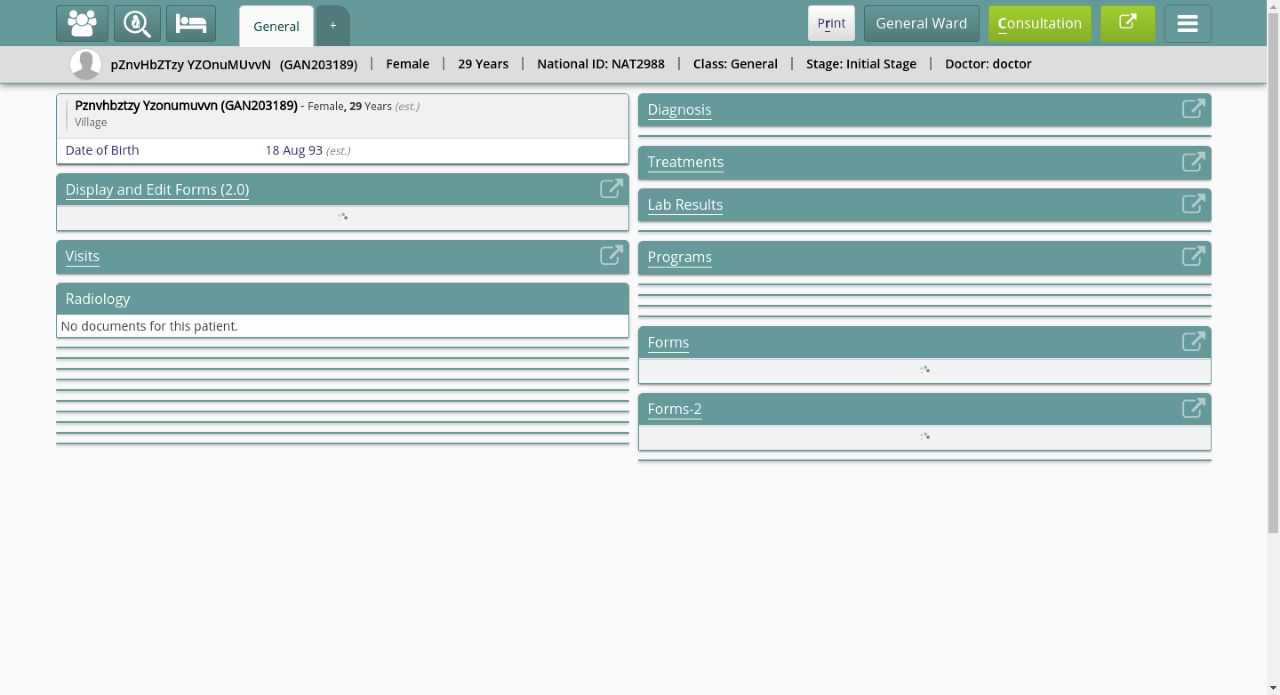 General
+
Print
General Ward
Consultation
pZnvHbZTzy YZOnuMUvvN (GAN203189) | Female | 29 Years | National ID: NAT2988 | Class: General | Stage: Initial Stage | Doctor: doctor
Pznvhbztzy Yzonumuvvn (GAN203189) - Female, 29 Years (est.)
Village
Date of Birth 18 Aug 93 (est.)
Display and Edit Forms (2.0)
Visits
Radiology
No documents for this patient.
Diagnosis
Treatments
Lab Results
Programs
Forms
Forms-2